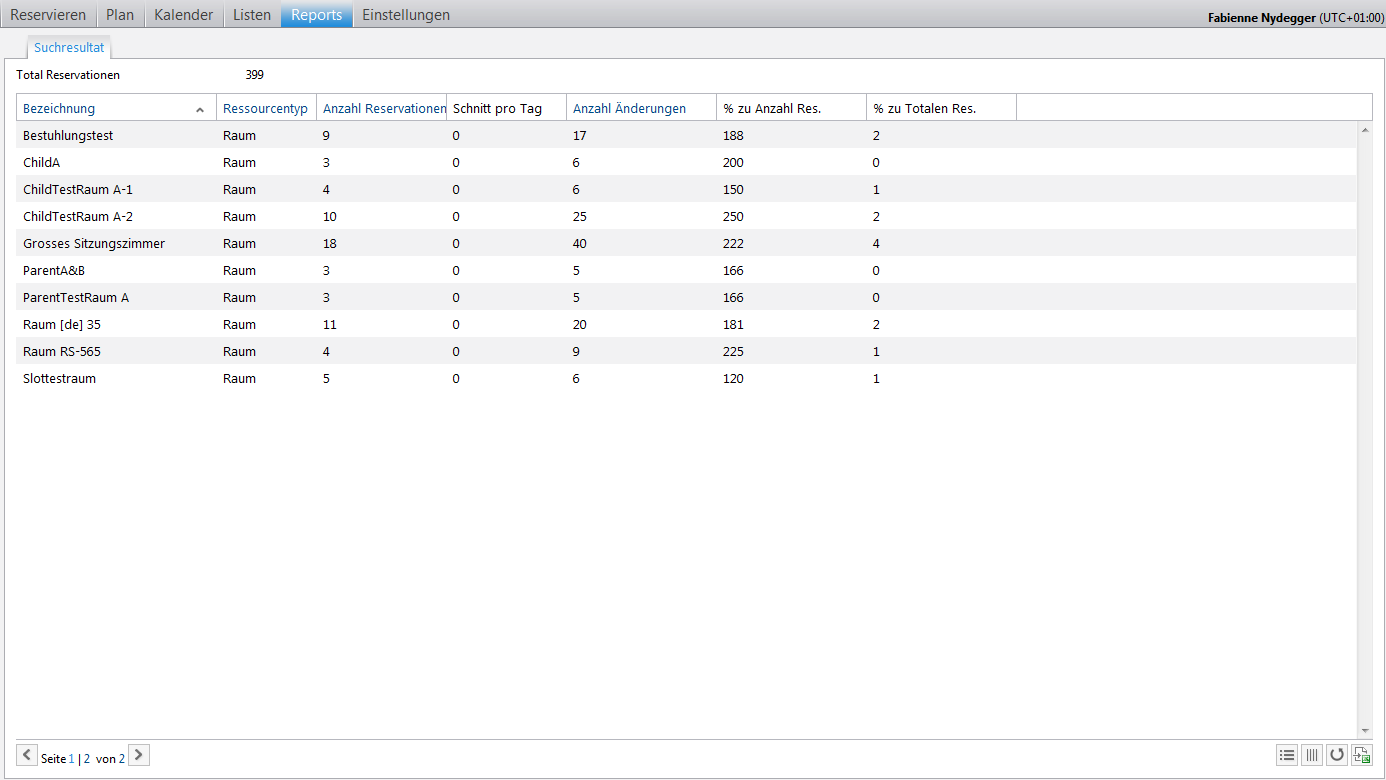 Reservieren Plan Kalender Listen Reports Einstellungen Fabienne Nydegger (UTC+01:00)
Suchresultat
Total Reservationen 399
Bezeichnung Ressourcentyp Anzahl Reservationen Schnitt pro Tag Anzahl Änderungen % zu Anzahl Res. % zu Totalen Res.
Bestuhlungstest Raum 9 0 17 188 2
ChildA Raum 3 0 6 200 0
ChildTestRaum A-1 Raum 4 0 6 150 1
ChildTestRaum A-2 Raum 10 0 25 250 2
Grosses Sitzungszimmer Raum 18 0 40 222 4
ParentA&B Raum 3 0 5 166 0
ParentTestRaum A Raum 3 0 5 166 0
Raum [de] 35 Raum 11 0 20 181 2
Raum RS-565 Raum 4 0 9 225 1
Slottestraum Raum 5 0 6 120 1
Seite 1 | 2 von 2